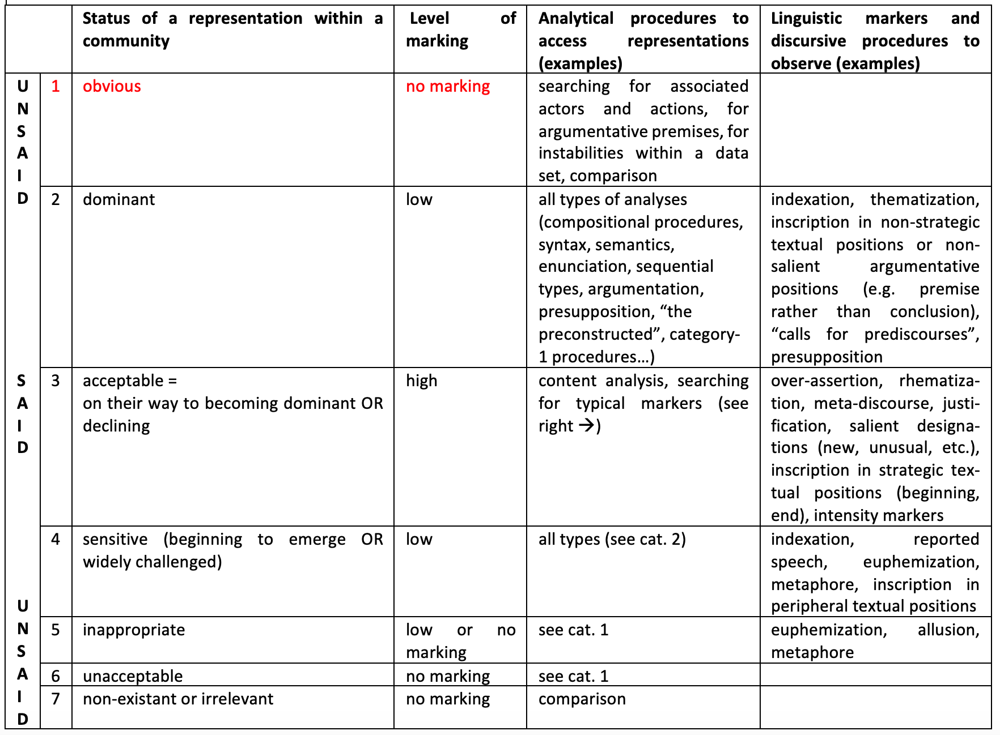 Status of a representation within a community
Level of marking
Analytical procedures to access representations (examples)
Linguistic markers and discursive procedures to observe (examples)
U
N
S
A
I
D
1
obvious
no marking
searching for associated
actors and actions, for
argumentative premises, for
instabilities within a data
set, comparison
2
dominant
low
all types of analyses
(compositional procedures,
syntax, semantics,
enunciation, sequential
types, argumentation,
presupposition, “the
preconstructed”, category-
1 procedures…)
indexation, thematization,
inscription in non-strategic
textual positions or non-
salient argumentative
positions (e.g. premise
rather than conclusion),
“calls for prediscourses”,
presupposition
S
A
I
D
3
acceptable =
on their way to becoming dominant OR
declining
high
content analysis, searching
for typical markers (see
right →)
over-assertion, rhematiza-
tion, meta-discourse, justi-
fication, salient designa-
tions (new, unusual, etc.),
inscription in strategic tex-
tual positions (beginning,
end), intensity markers
4
sensitive (beginning to emerge OR
widely challenged)
low
all types (see cat. 2)
indexation, reported
speech, euphemization,
metaphore, inscription in
peripheral textual positions
U
N
S
A
I
D
5
inappropriate
low or no
marking
see cat. 1
euphemization, allusion,
metaphore
6
unacceptable
no marking
see cat. 1
7
non-existant or irrelevant
no marking
comparison